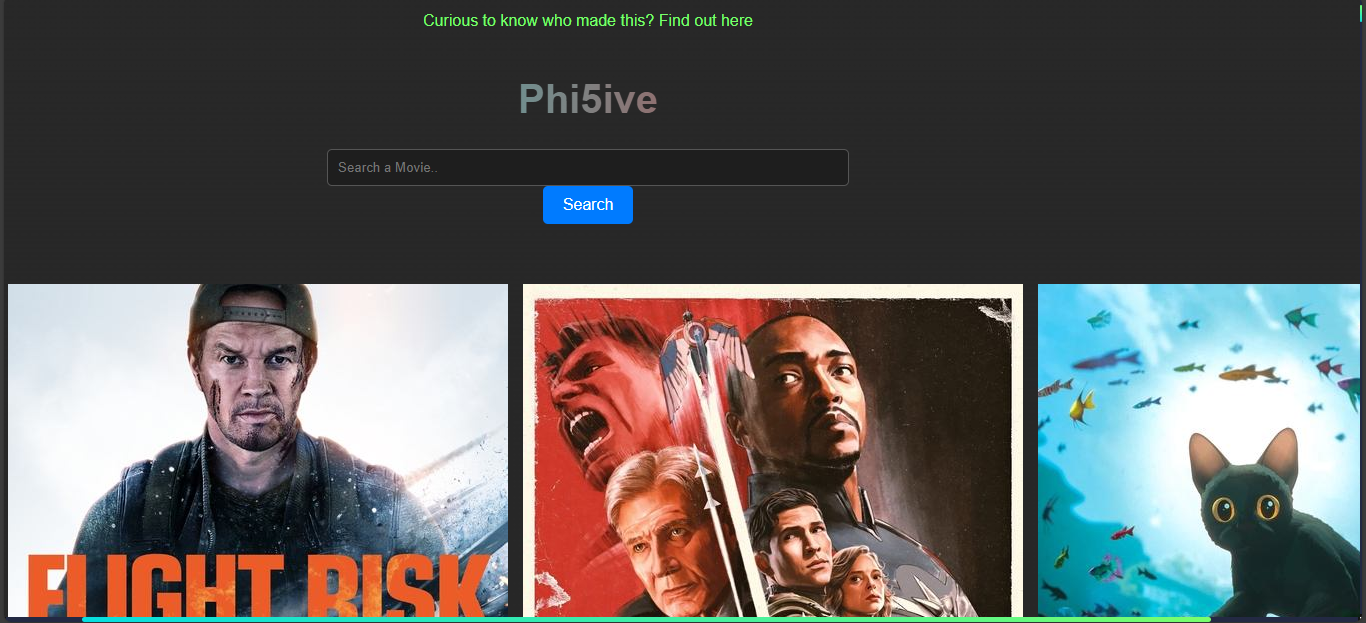 Curious to know who made this? Find out here
Phi5ive
Search a Movie..
Search
FLIGHT RISK